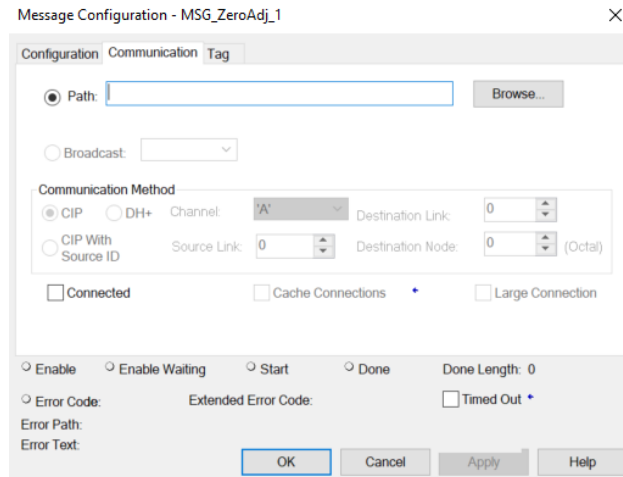 Message Configuration - MSG_ZeroAdj_1
Configuration Communication Tag
Path: Browse...
Broadcast:
Communication Method
CIP DH+ Channel: 'A' Destination Link: 0
CIP With Source ID Source Link: 0 Destination Node: 0 (Octal)
Connected Cache Connections Large Connection
Enable Enable Waiting Start Done Done Length: 0
Error Code: Extended Error Code: Timed Out
Error Path:
Error Text:
OK Cancel Apply Help